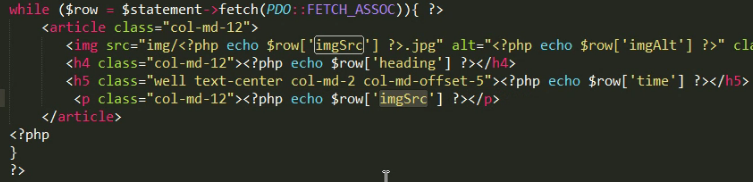 while ($row = $statement->fetch(PDO::FETCH_ASSOC)){ ?>
<article class="col-md-12">
<img src="img/<?php echo $row['imgSrc'] ?>.jpg" alt="<?php echo $row['imgAlt'] ?>" cla
<h4 class="col-md-12"><?php echo $row['heading'] ?></h4>
<h5 class="well text-center col-md-2 col-md-offset-5"><?php echo $row['time'] ?></h5>
<p class="col-md-12"><?php echo $row['imgSrc'] ?></p>
</article>
<?php
}
?>